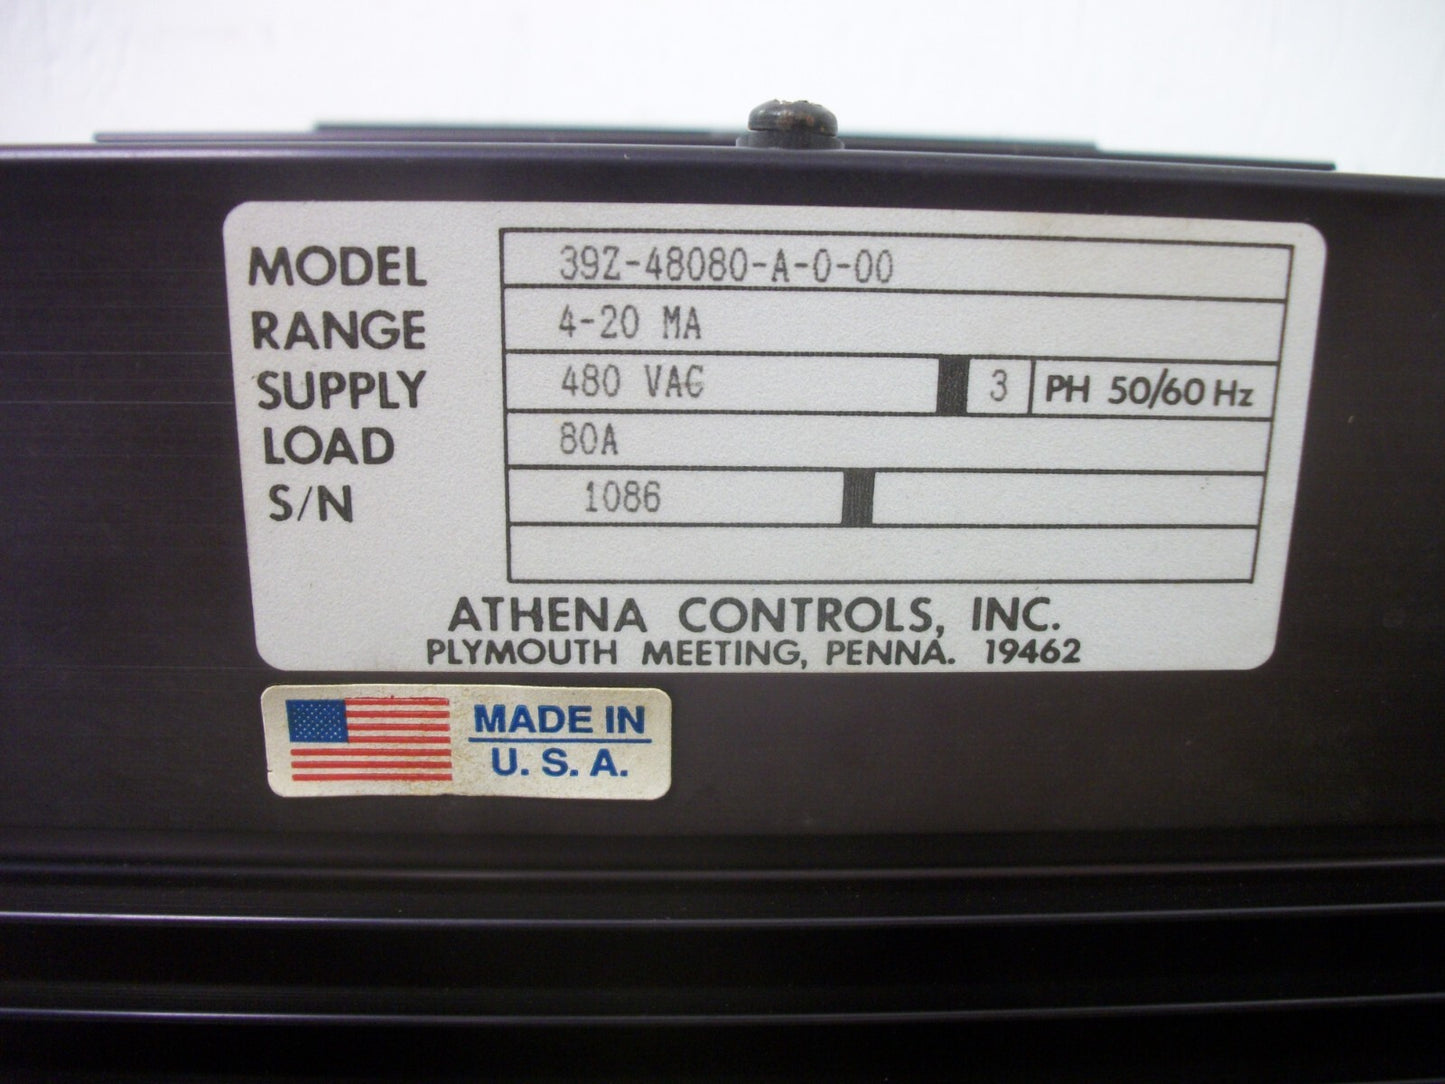 MODEL 39Z-48080-A-0-00
RANGE 4-20 MA
SUPPLY 480 VAC 3 PH 50/60 Hz
LOAD 80A
S/N 1086
ATHENA CONTROLS, INC.
PLYMOUTH MEETING, PENNA. 19462
MADE IN
U. S. A.